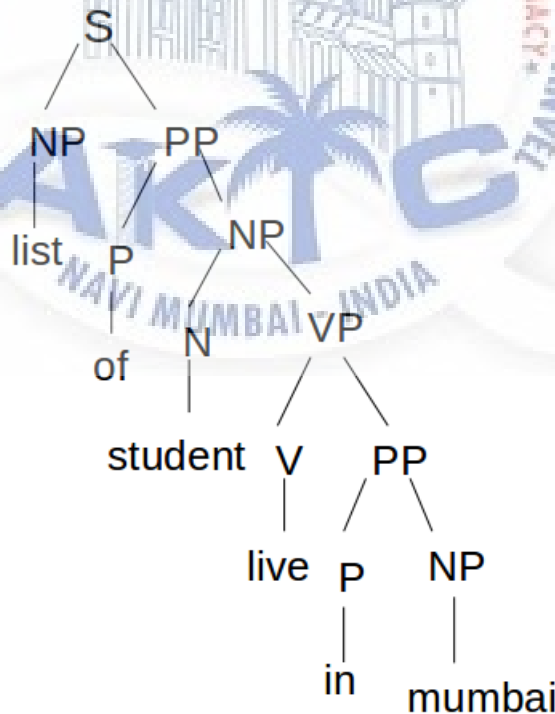 S
NP PP
list P NP
of N VP
student V PP
live P NP
in mumbai
AKTC
NAVI MUMBAI - INDIA